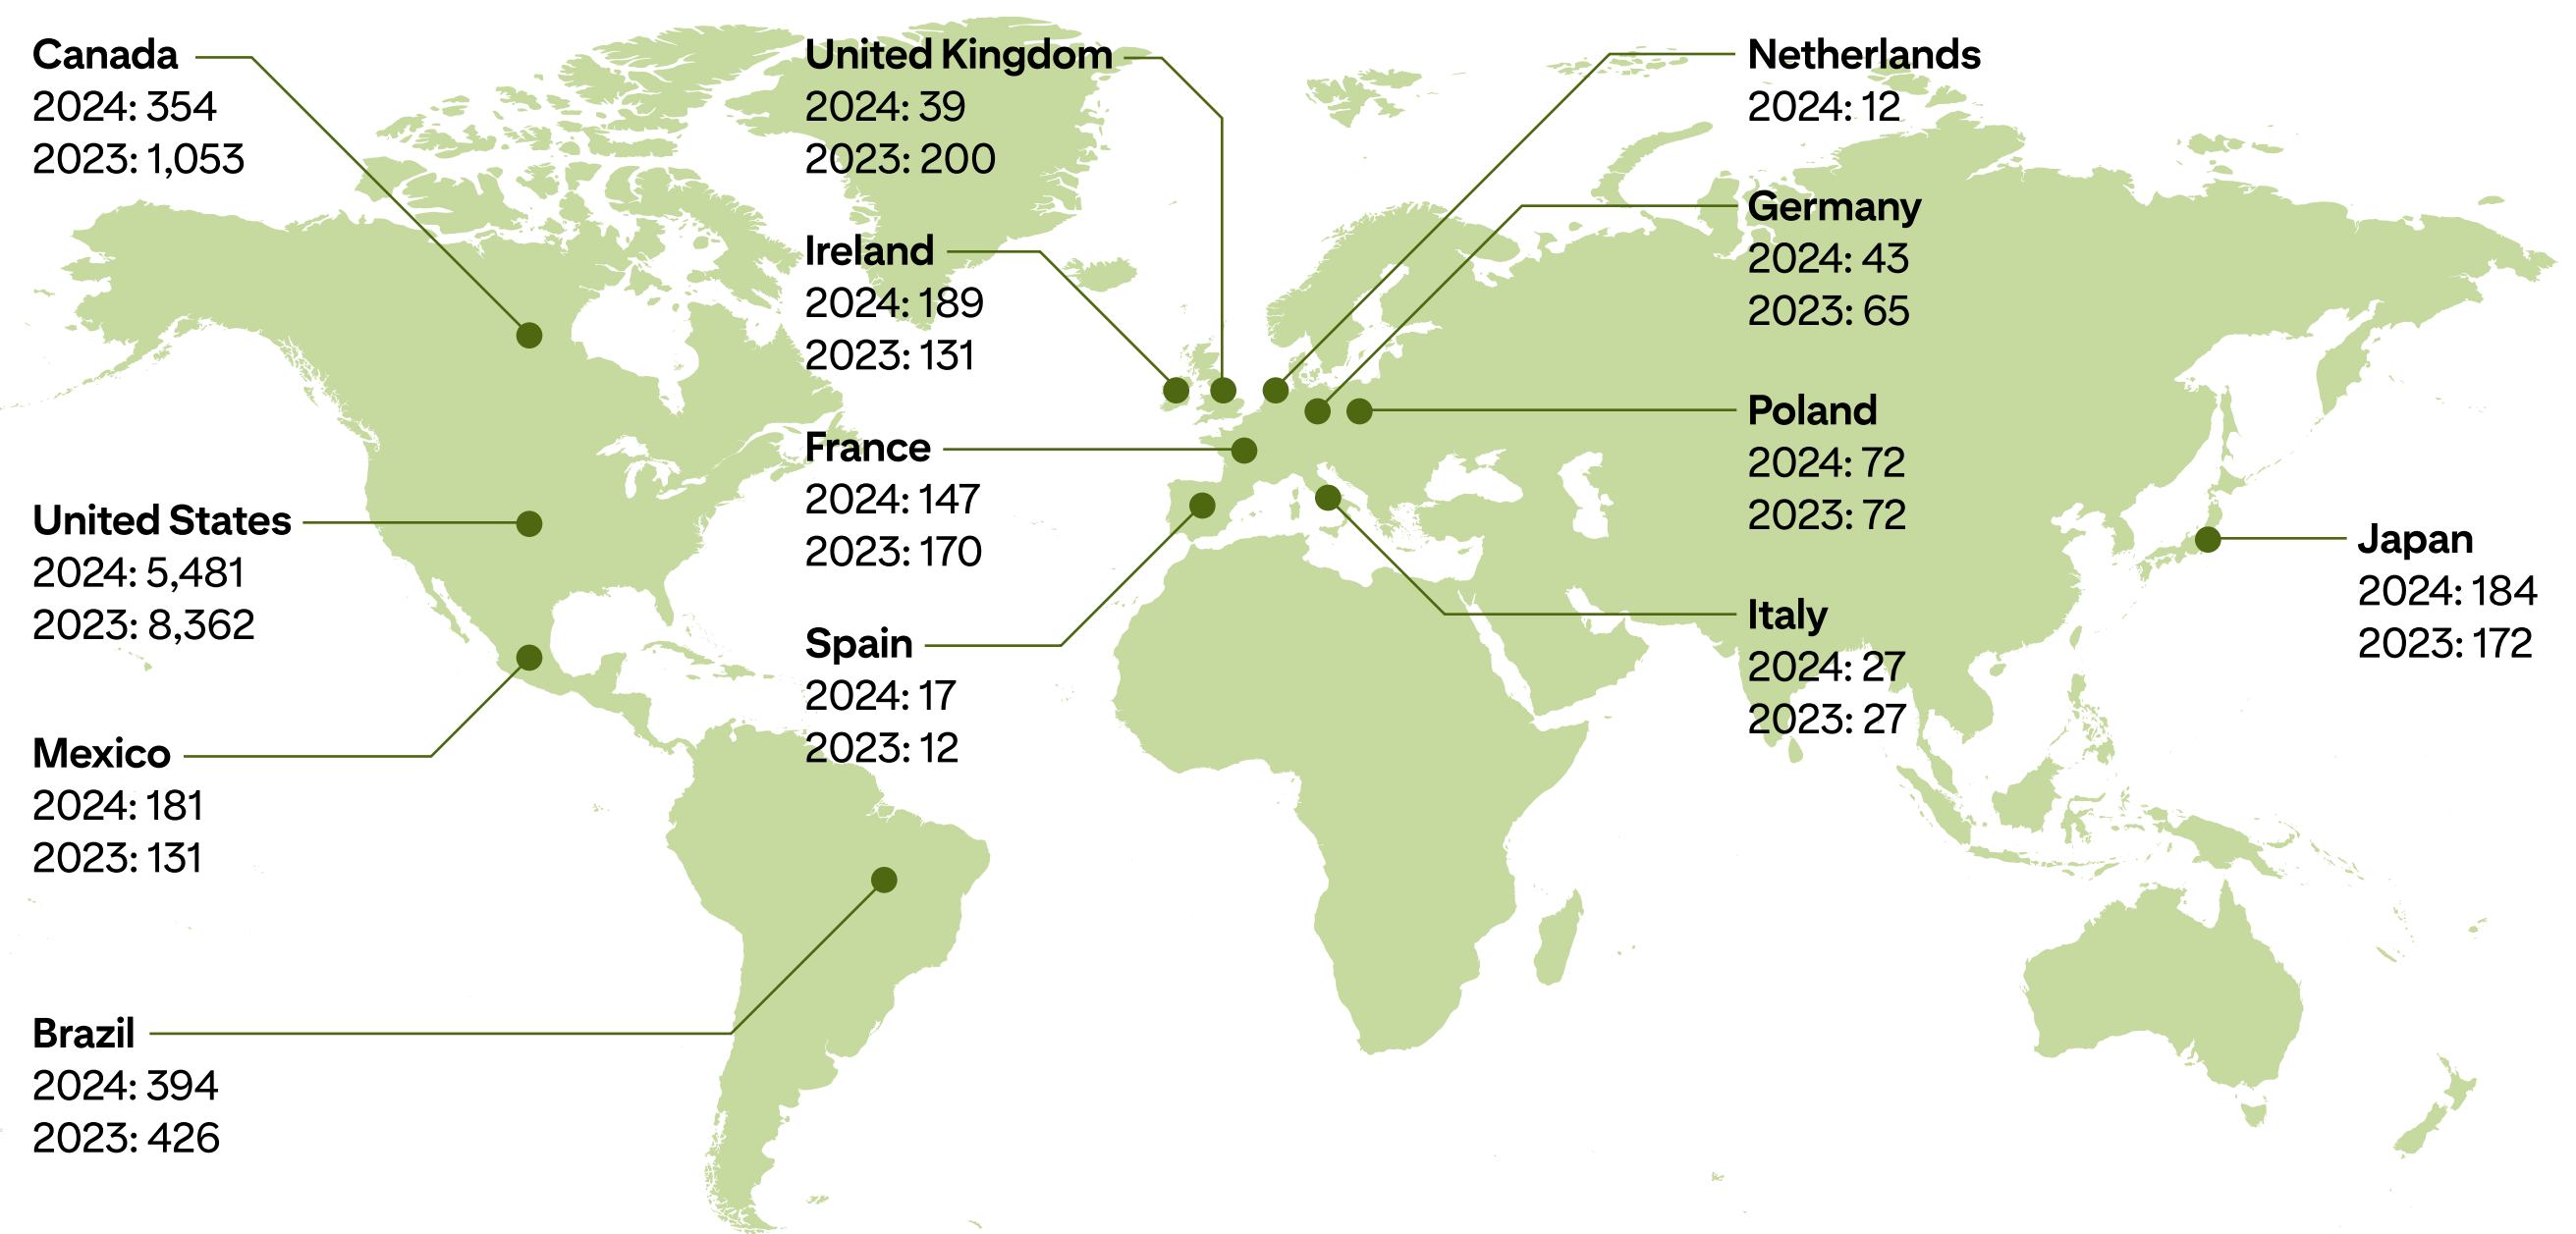 Canada
2024: 354
2023: 1,053
United States
2024: 5,481
2023: 8,362
Mexico
2024: 181
2023: 131
Brazil
2024: 394
2023: 426
United Kingdom
2024: 39
2023: 200
Ireland
2024: 189
2023: 131
France
2024: 147
2023: 170
Spain
2024: 17
2023: 12
Netherlands
2024: 12
Germany
2024: 43
2023: 65
Poland
2024: 72
2023: 72
Italy
2024: 27
2023: 27
Japan
2024: 184
2023: 172